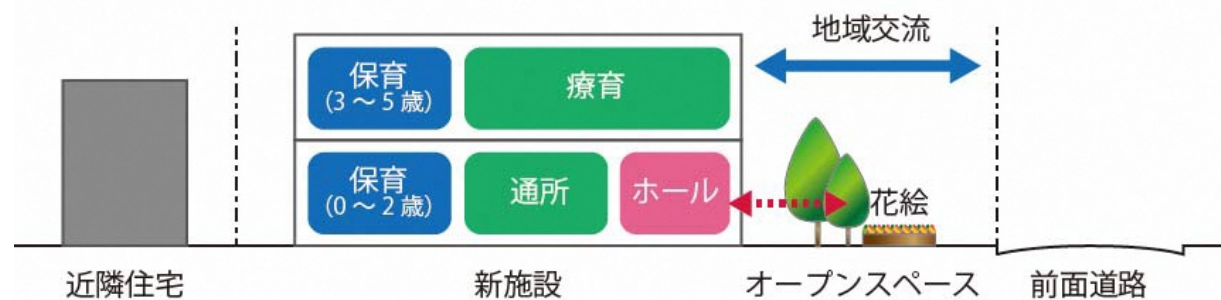 地域交流
保育
(3～5歳)
療育
保育
(0～2歳)
通所
ホール
花絵
近隣住宅
新施設
オープンスペース
前面道路